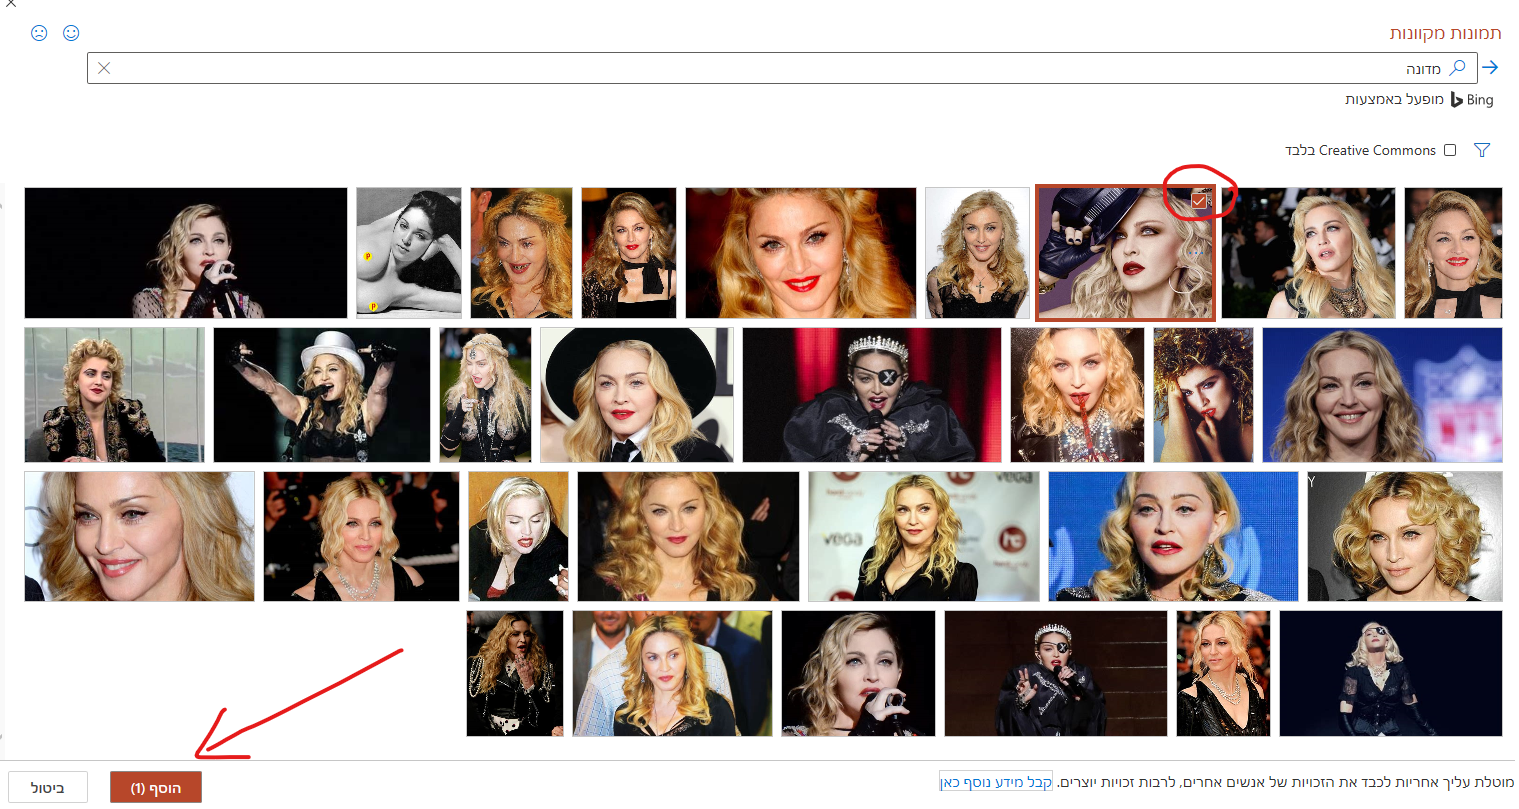 תמונות מקוונות
מדונה
מופעל באמצעות Bing
Creative Commons בלבד
מוטלת עליך אחריות לכבד את הזכויות של אנשים אחרים, לרבות זכויות יוצרים. קבל מידע נוסף כאן
הוסף (1)
ביטול